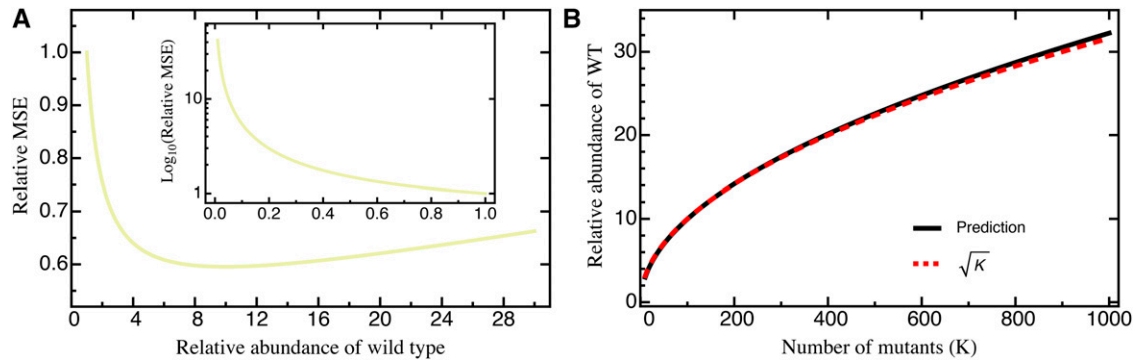 A
Relative MSE
1.0
0.9
0.8
0.7
0.6
0 4 8 12 16 20 24 28
Relative abundance of wild type
Log10(Relative MSE)
10
1
0.0 0.2 0.4 0.6 0.8 1.0
B
Relative abundance of WT
30
20
10
0
0 200 400 600 800 1000
Number of mutants (K)
Prediction
√K